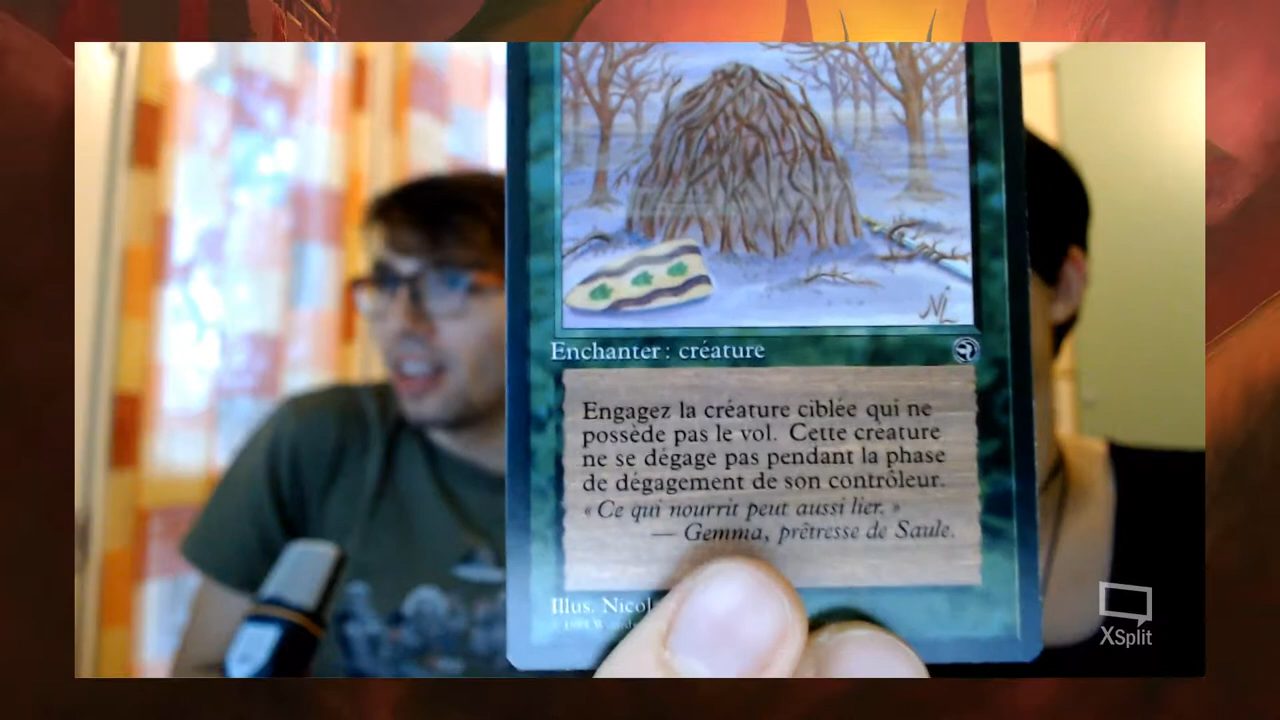 NL
Enchanter : créature
Engagez la créature ciblée qui ne
possède pas le vol. Cette créature
ne se dégage pas pendant la phase
de dégagement de son contrôleur.
« Ce qui nourrit peut aussi lier. »
— Gemma, prêtresse de Saule.
Illus. Nicol
XSplit